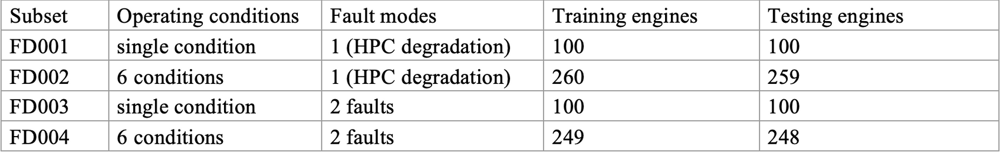 Subset Operating conditions Fault modes Training engines Testing engines
FD001 single condition 1 (HPC degradation) 100 100
FD002 6 conditions 1 (HPC degradation) 260 259
FD003 single condition 2 faults 100 100
FD004 6 conditions 2 faults 249 248